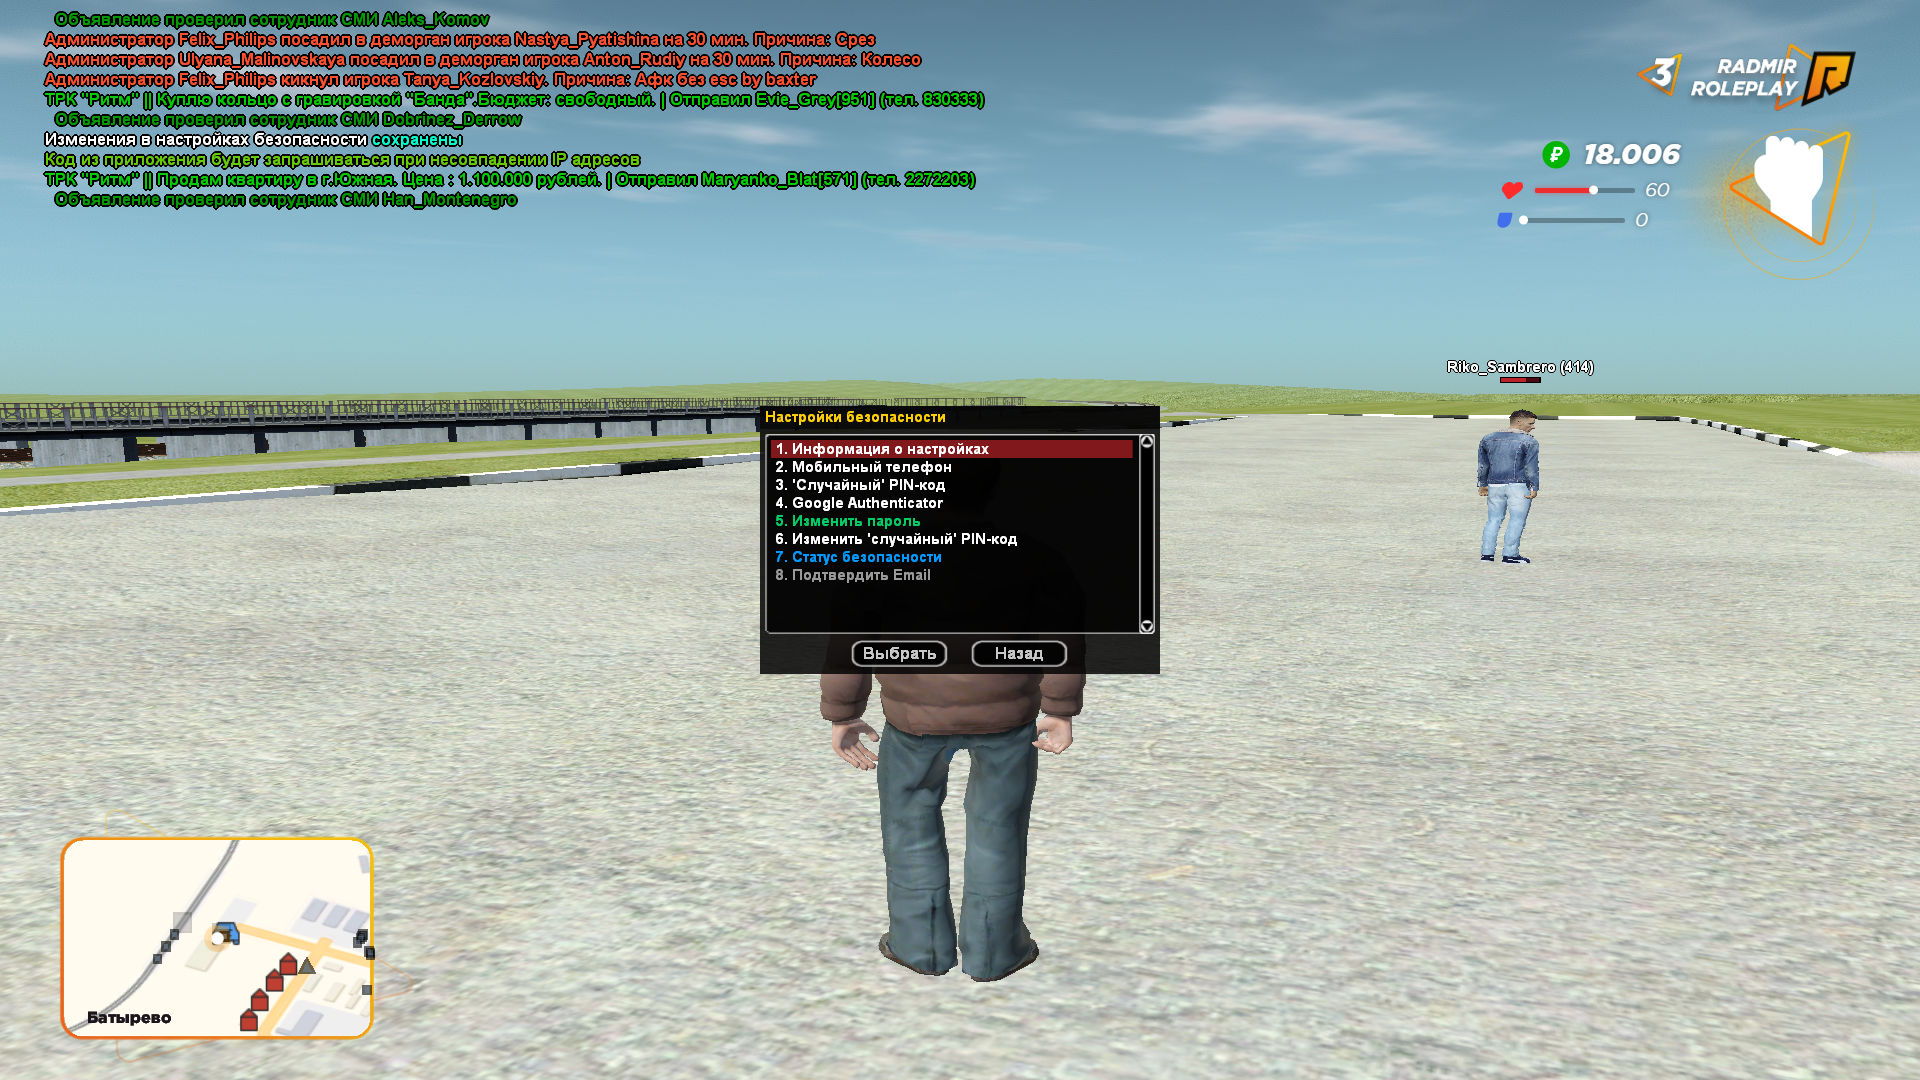 Объявление проверил сотрудник СМИ Aleks_Komov
Администратор Felix_Philips посадил в деморган игрока Nastya_Pyatishina на 30 мин. Причина: Срез
Администратор Ulyana_Malinovskaya посадил в деморган игрока Anton_Rudiy на 30 мин. Причина: Колесо
Администратор Felix_Philips кикнул игрока Tanya_Kozlovskiy. Причина: Афк без esc by baxter
ТРК "Ритм" || Куплю кольцо с гравировкой "Банда".Бюджет: свободный. | Отправил Evie_Grey[951] (тел. 830333)
Объявление проверил сотрудник СМИ Dobrinez_Derrow
Изменения в настройках безопасности сохранены
Код из приложения будет запрашиваться при несовпадении IP адресов
ТРК "Ритм" || Продам квартиру в г.Южная. Цена : 1.100.000 рублей. | Отправил Maryanko_Blat[571] (тел. 2272203)
Объявление проверил сотрудник СМИ Han_Montenegro
3
RADMIR
ROLEPLAY
₽ 18.006
60
0
Riko_Sambrero (414)
Настройки безопасности
1. Информация о настройках
2. Мобильный телефон
3. 'Случайный' PIN-код
4. Google Authenticator
5. Изменить пароль
6. Изменить 'случайный' PIN-код
7. Статус безопасности
8. Подтвердить Email
Выбрать
Назад
Батырево